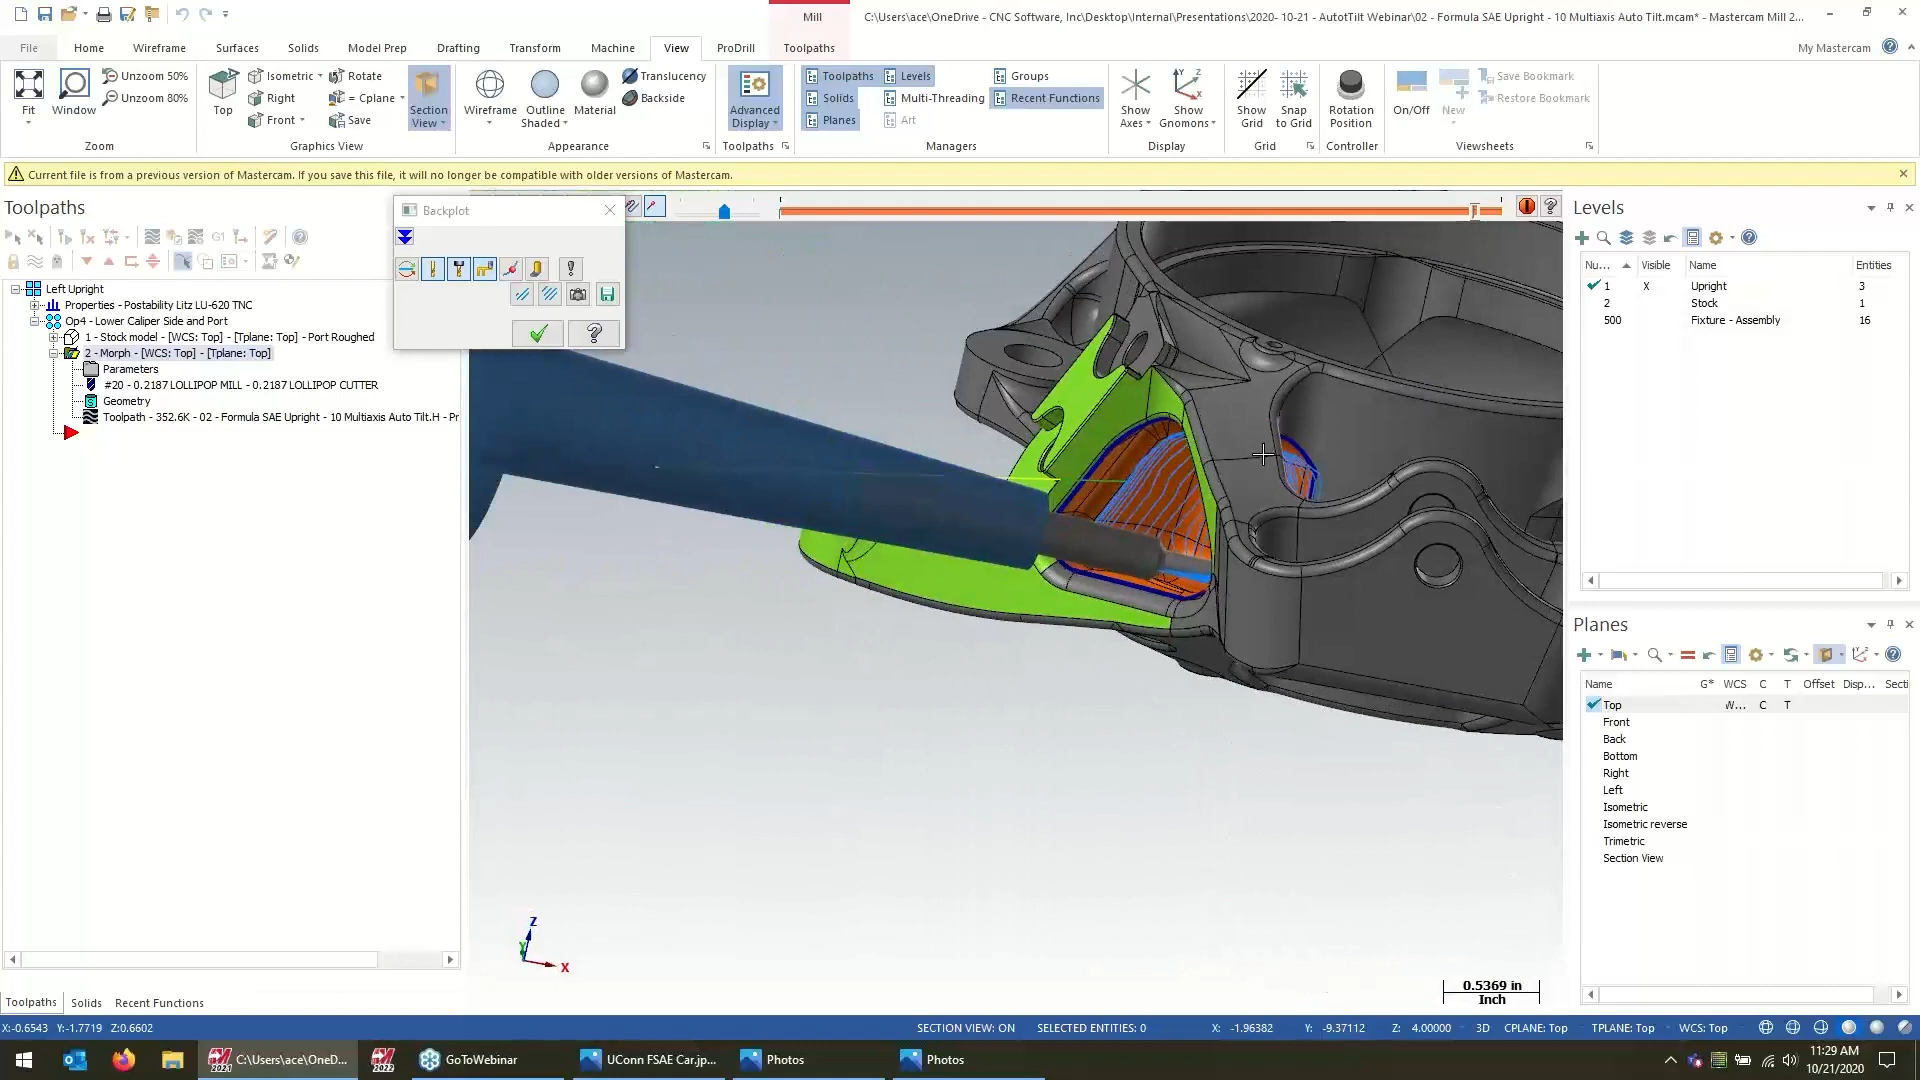 Mill
C:\Users\ace\OneDrive - CNC Software, Inc\Desktop\Internal\Presentations\2020- 10-21 - AutotTilt Webinar\02 - Formula SAE Upright - 10 Multiaxis Auto Tilt.mcam* - Mastercam Mill 2...
File Home Wireframe Surfaces Solids Model Prep Drafting Transform Machine View ProDrill Toolpaths My Mastercam
Fit Window Unzoom 50% Unzoom 80% Zoom
Top Isometric Right Front Rotate = Cplane Save Section View Graphics View
Wireframe Outline Shaded Material Translucency Backside Appearance
Advanced Display Toolpaths
Toolpaths Solids Planes Levels Multi-Threading Art Groups Recent Functions Managers
Show Axes Show Gnomons Display
Show Grid Snap to Grid Grid
Rotation Position Controller
On/Off New Save Bookmark Restore Bookmark Viewsheets
Current file is from a previous version of Mastercam. If you save this file, it will no longer be compatible with older versions of Mastercam.
Toolpaths
G1
Left Upright
Properties - Postability Litz LU-620 TNC
Op4 - Lower Caliper Side and Port
1 - Stock model - [WCS: Top] - [Tplane: Top] - Port Roughed
2 - Morph - [WCS: Top] - [Tplane: Top]
Parameters
#20 - 0.2187 LOLLIPOP MILL - 0.2187 LOLLIPOP CUTTER
Geometry
Toolpath - 352.6K - 02 - Formula SAE Upright - 10 Multiaxis Auto Tilt.H - Pr
Toolpaths Solids Recent Functions
Backplot
Z
Y
X
0.5369 in
Inch
Levels
Nu... Visible Name Entities
1 X Upright 3
2 Stock 1
500 Fixture - Assembly 16
Planes
Name G* WCS C T Offset Disp... Secti
Top W... C T
Front
Back
Bottom
Right
Left
Isometric
Isometric reverse
Trimetric
Section View
X:-0.6543 Y:-1.7719 Z:0.6602 SECTION VIEW: ON SELECTED ENTITIES: 0 X: -1.96382 Y: -9.37112 Z: 4.00000 3D CPLANE: Top TPLANE: Top WCS: Top
2021 C:\Users\ace\OneD... 2022 GoToWebinar UConn FSAE Car.jp... Photos Photos
11:29 AM
10/21/2020